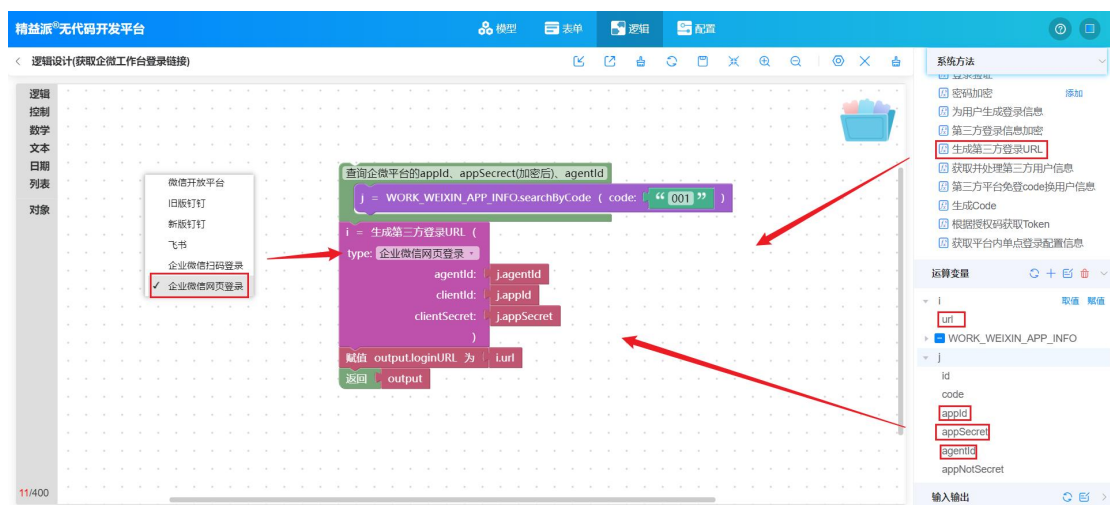 精益派®无代码开发平台
模型
表单
逻辑
配置
逻辑设计(获取企微工作台登录链接)
逻辑
控制
数学
文本
日期
列表
对象
11/400
微信开放平台
旧版钉钉
新版钉钉
飞书
企业微信扫码登录
✓ 企业微信网页登录
查询企微平台的appId、appSecrect(加密后)、agentId
j = WORK_WEIXIN_APP_INFO.searchByCode ( code: “ 001 ” )
i = 生成第三方登录URL (
type: 企业微信网页登录
agentId: j.agentId
clientId: j.appId
clientSecret: j.appSecret
)
赋值 output.loginURL 为 i.url
返回 output
系统方法
登录验证
密码加密 添加
为用户生成登录信息
第三方登录信息加密
生成第三方登录URL
获取并处理第三方用户信息
第三方平台免登code换用户信息
生成Code
根据授权码获取Token
获取平台内单点登录配置信息
运算变量
i 取值 赋值
url
WORK_WEIXIN_APP_INFO
j
id
code
appId
appSecret
agentId
appNotSecret
输入输出